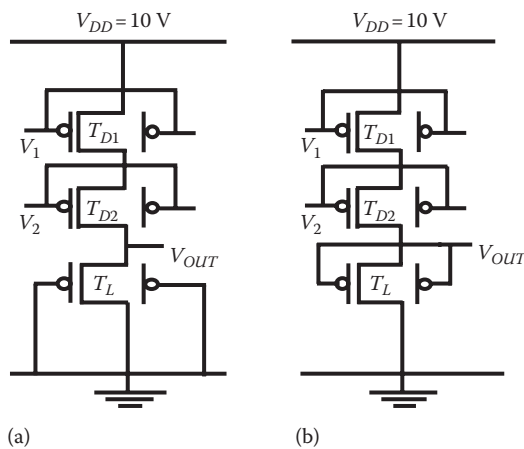 V_DD = 10 V
V_1
T_D1
V_2
T_D2
V_OUT
T_L
(a)
V_DD = 10 V
V_1
T_D1
V_2
T_D2
V_OUT
T_L
(b)